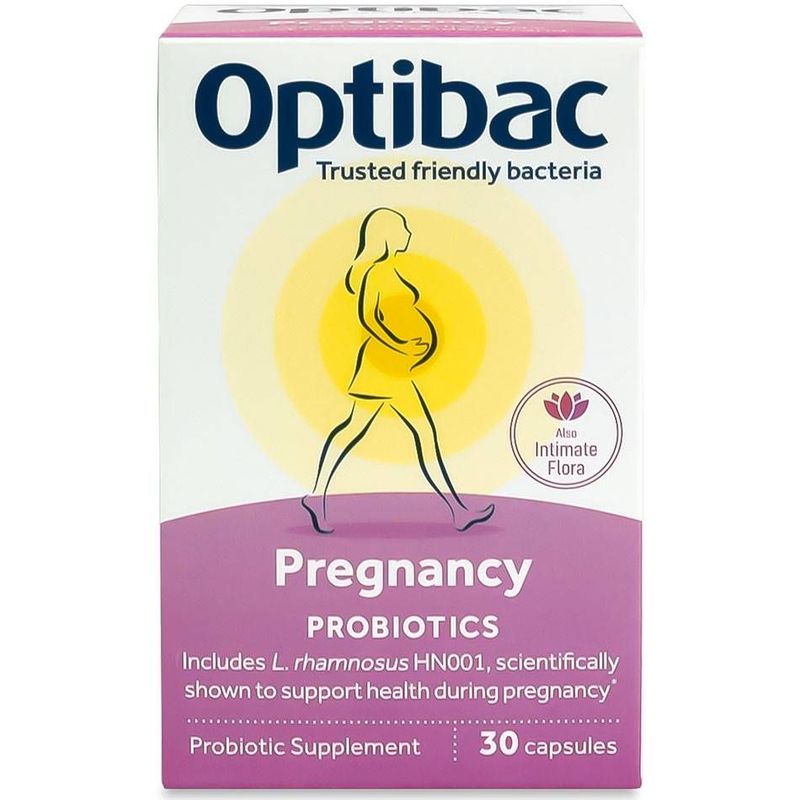 Pregnancy
Optibac
Trusted friendly bacteria
Also
Intimate
Flora
Pregnancy
PROBIOTICS
Includes L. rhamnosus HN001, scientifically
shown to support health during pregnancy*
Probiotic Supplement
30 capsules